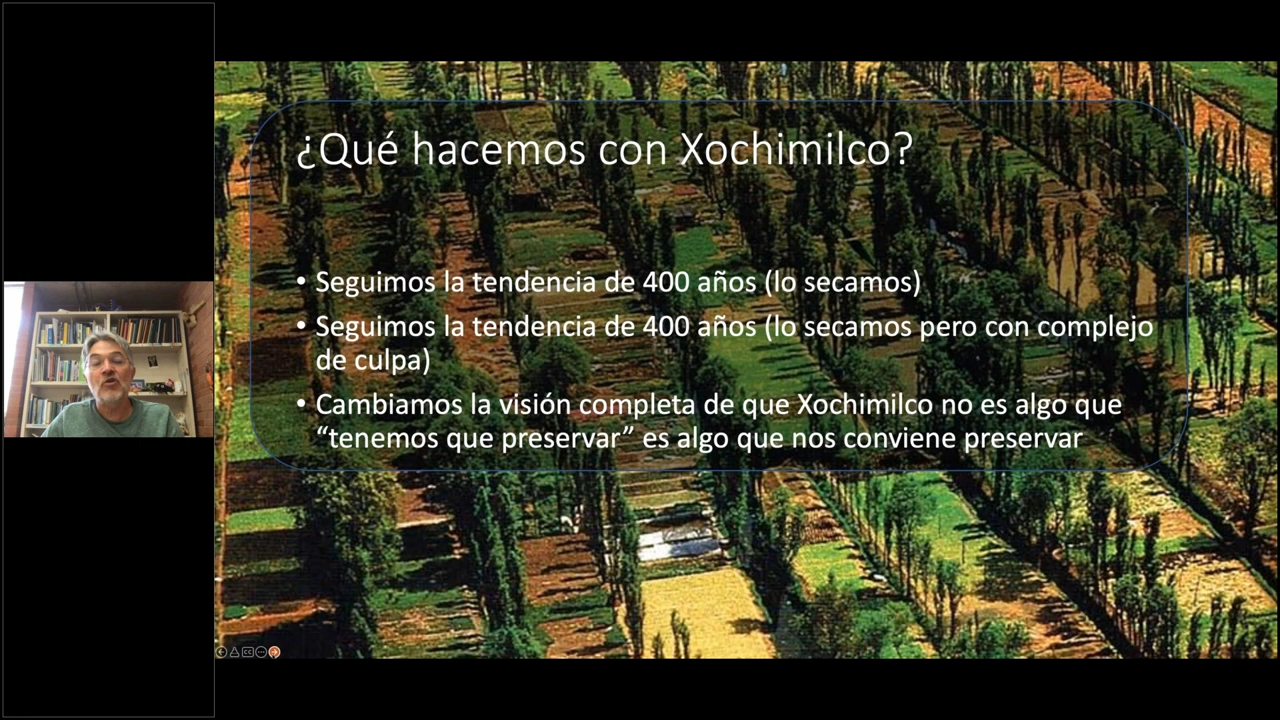 ¿Qué hacemos con Xochimilco?
• Seguimos la tendencia de 400 años (lo secamos)
• Seguimos la tendencia de 400 años (lo secamos pero con complejo
de culpa)
• Cambiamos la visión completa de que Xochimilco no es algo que
“tenemos que preservar” es algo que nos conviene preservar